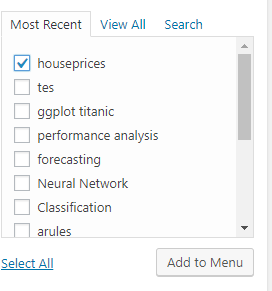 Most Recent View All Search
houseprices
tes
ggplot titanic
performance analysis
forecasting
Neural Network
Classification
arules
Select All Add to Menu